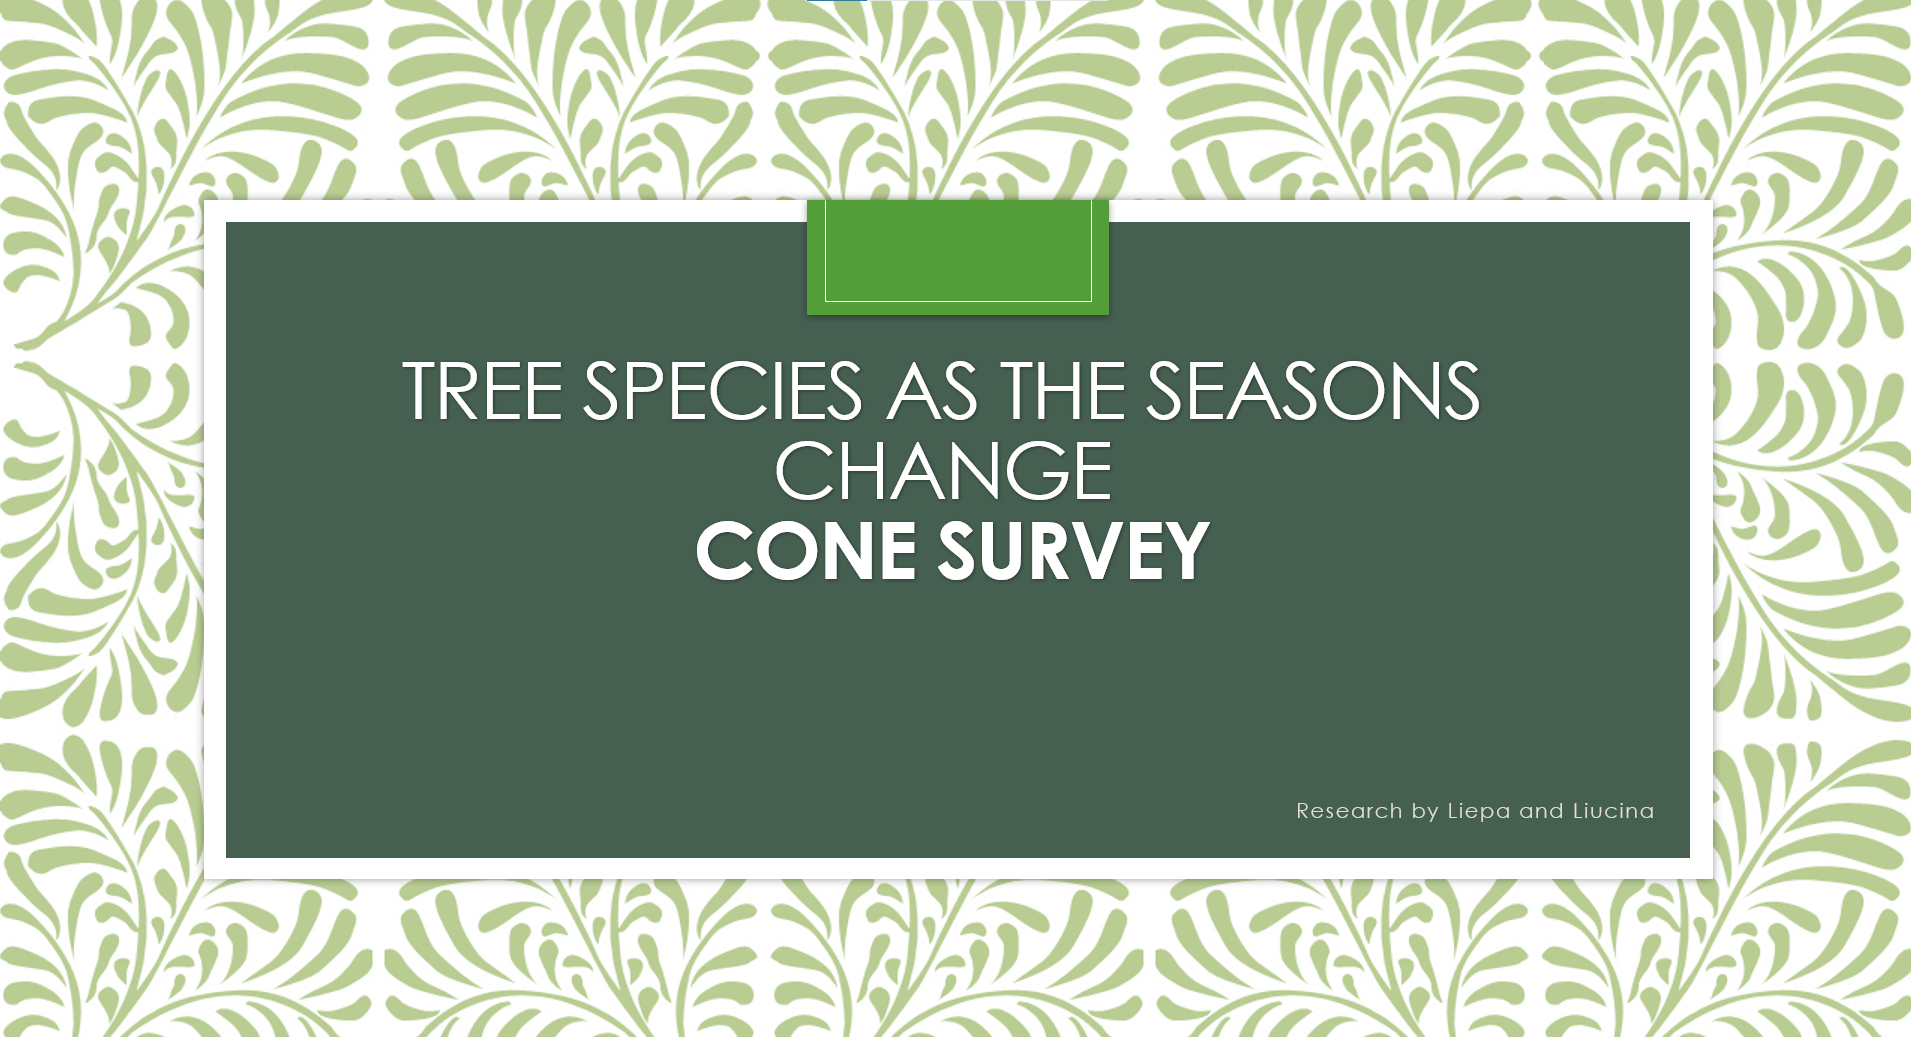 TREE SPECIES AS THE SEASONS
CHANGE
CONE SURVEY
Research by Liepa and Liucina